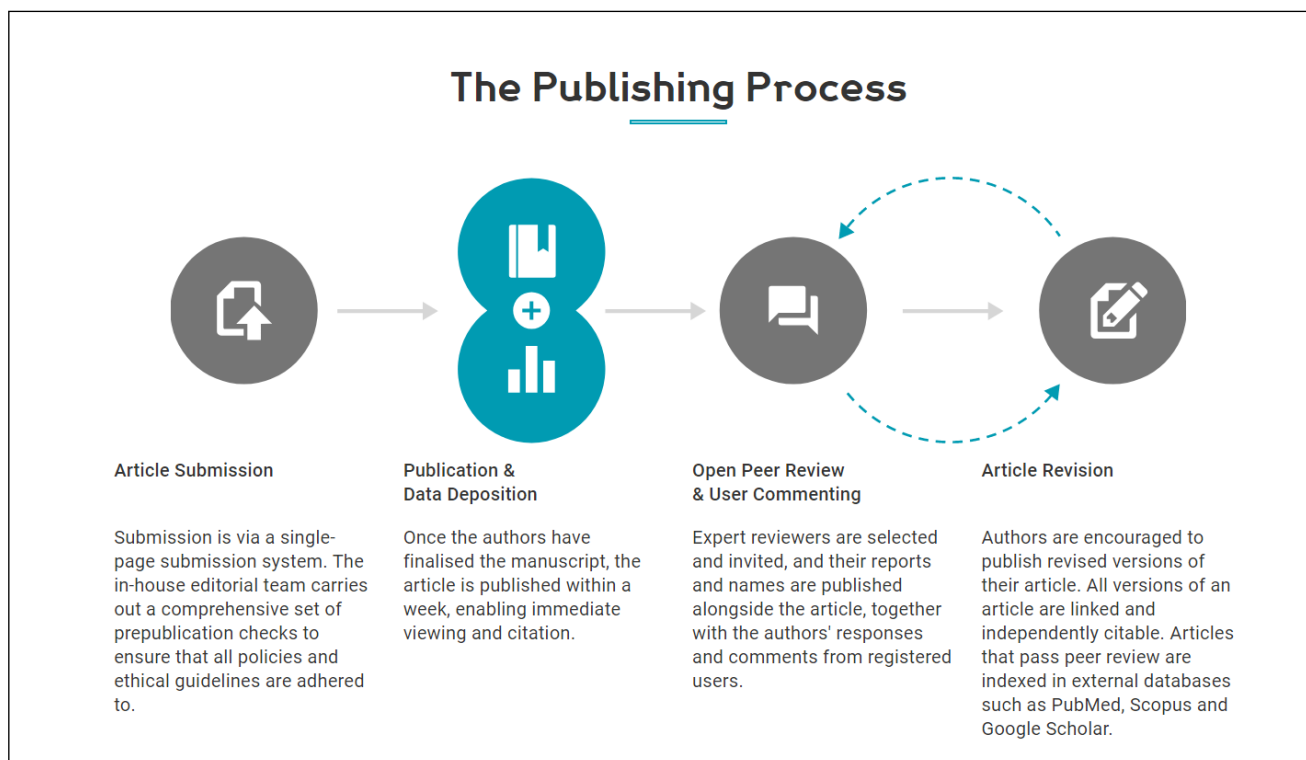 The Publishing Process
Article Submission
Submission is via a single-
page submission system. The
in-house editorial team carries
out a comprehensive set of
prepublication checks to
ensure that all policies and
ethical guidelines are adhered
to.
Publication &
Data Deposition
Once the authors have
finalised the manuscript, the
article is published within a
week, enabling immediate
viewing and citation.
Open Peer Review
& User Commenting
Expert reviewers are selected
and invited, and their reports
and names are published
alongside the article, together
with the authors' responses
and comments from registered
users.
Article Revision
Authors are encouraged to
publish revised versions of
their article. All versions of an
article are linked and
independently citable. Articles
that pass peer review are
indexed in external databases
such as PubMed, Scopus and
Google Scholar.